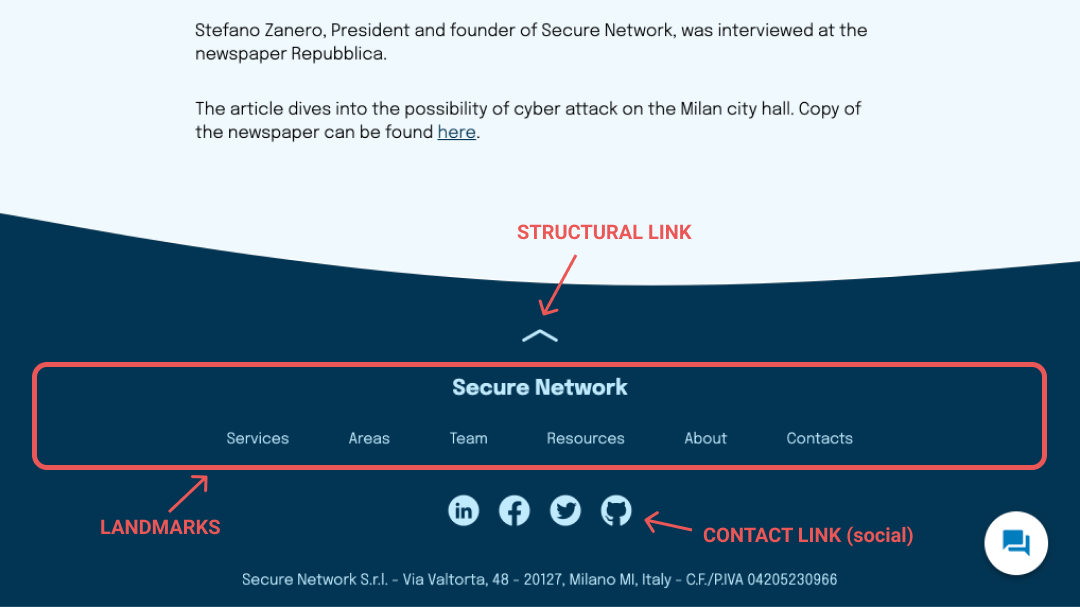 Stefano Zanero, President and founder of Secure Network, was interviewed at the
newspaper Repubblica.
The article dives into the possibility of cyber attack on the Milan city hall. Copy of
the newspaper can be found here.
STRUCTURAL LINK
Secure Network
Services Areas Team Resources About Contacts
LANDMARKS
in
CONTACT LINK (social)
Secure Network S.r.l. - Via Valtorta, 48 - 20127, Milano MI, Italy - C.F./P.IVA 04205230966